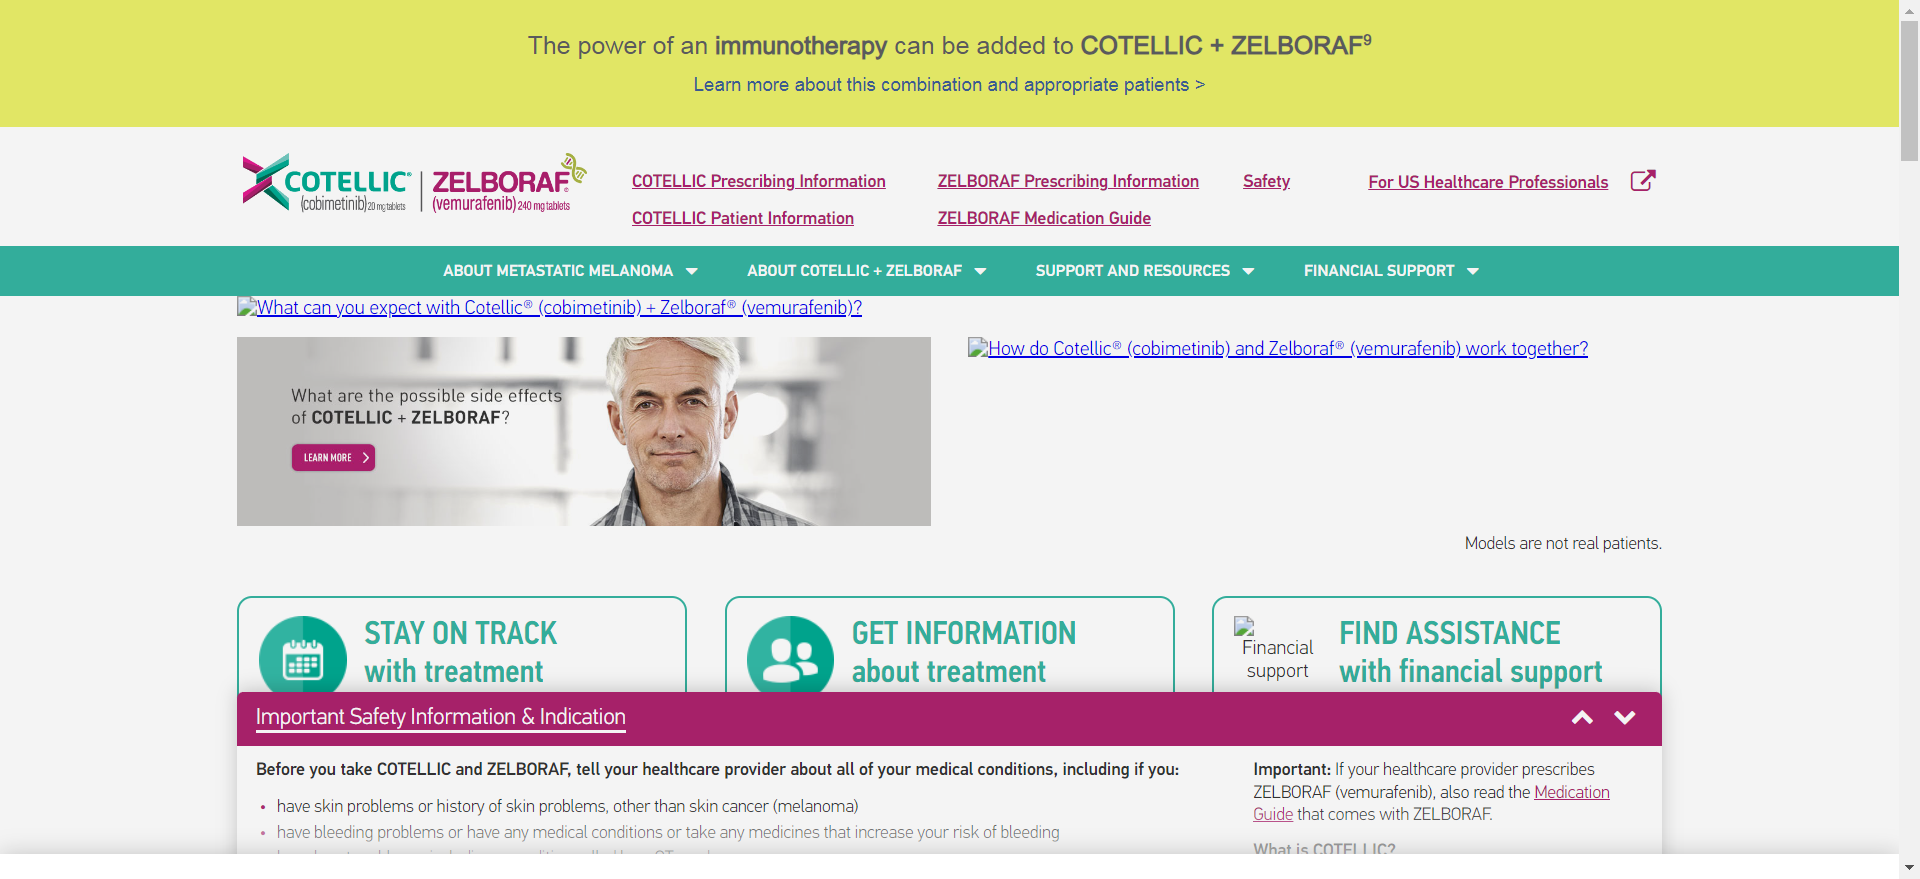 The power of an immunotherapy can be added to COTELLIC + ZELBORAF⁹
Learn more about this combination and appropriate patients >
COTELLIC®
(cobimetinib) 20 mg tablets
ZELBORAF®
(vemurafenib) 240 mg tablets
COTELLIC Prescribing Information
ZELBORAF Prescribing Information
Safety
For US Healthcare Professionals
COTELLIC Patient Information
ZELBORAF Medication Guide
ABOUT METASTATIC MELANOMA
ABOUT COTELLIC + ZELBORAF
SUPPORT AND RESOURCES
FINANCIAL SUPPORT
What can you expect with Cotellic® (cobimetinib) + Zelboraf® (vemurafenib)?
What are the possible side effects
of COTELLIC + ZELBORAF?
LEARN MORE
How do Cotellic® (cobimetinib) and Zelboraf® (vemurafenib) work together?
Models are not real patients.
STAY ON TRACK
with treatment
GET INFORMATION
about treatment
Financial
support
FIND ASSISTANCE
with financial support
Important Safety Information & Indication
Before you take COTELLIC and ZELBORAF, tell your healthcare provider about all of your medical conditions, including if you:
• have skin problems or history of skin problems, other than skin cancer (melanoma)
• have bleeding problems or have any medical conditions or take any medicines that increase your risk of bleeding
Important: If your healthcare provider prescribes
ZELBORAF (vemurafenib), also read the Medication
Guide that comes with ZELBORAF.
What is COTELLIC?